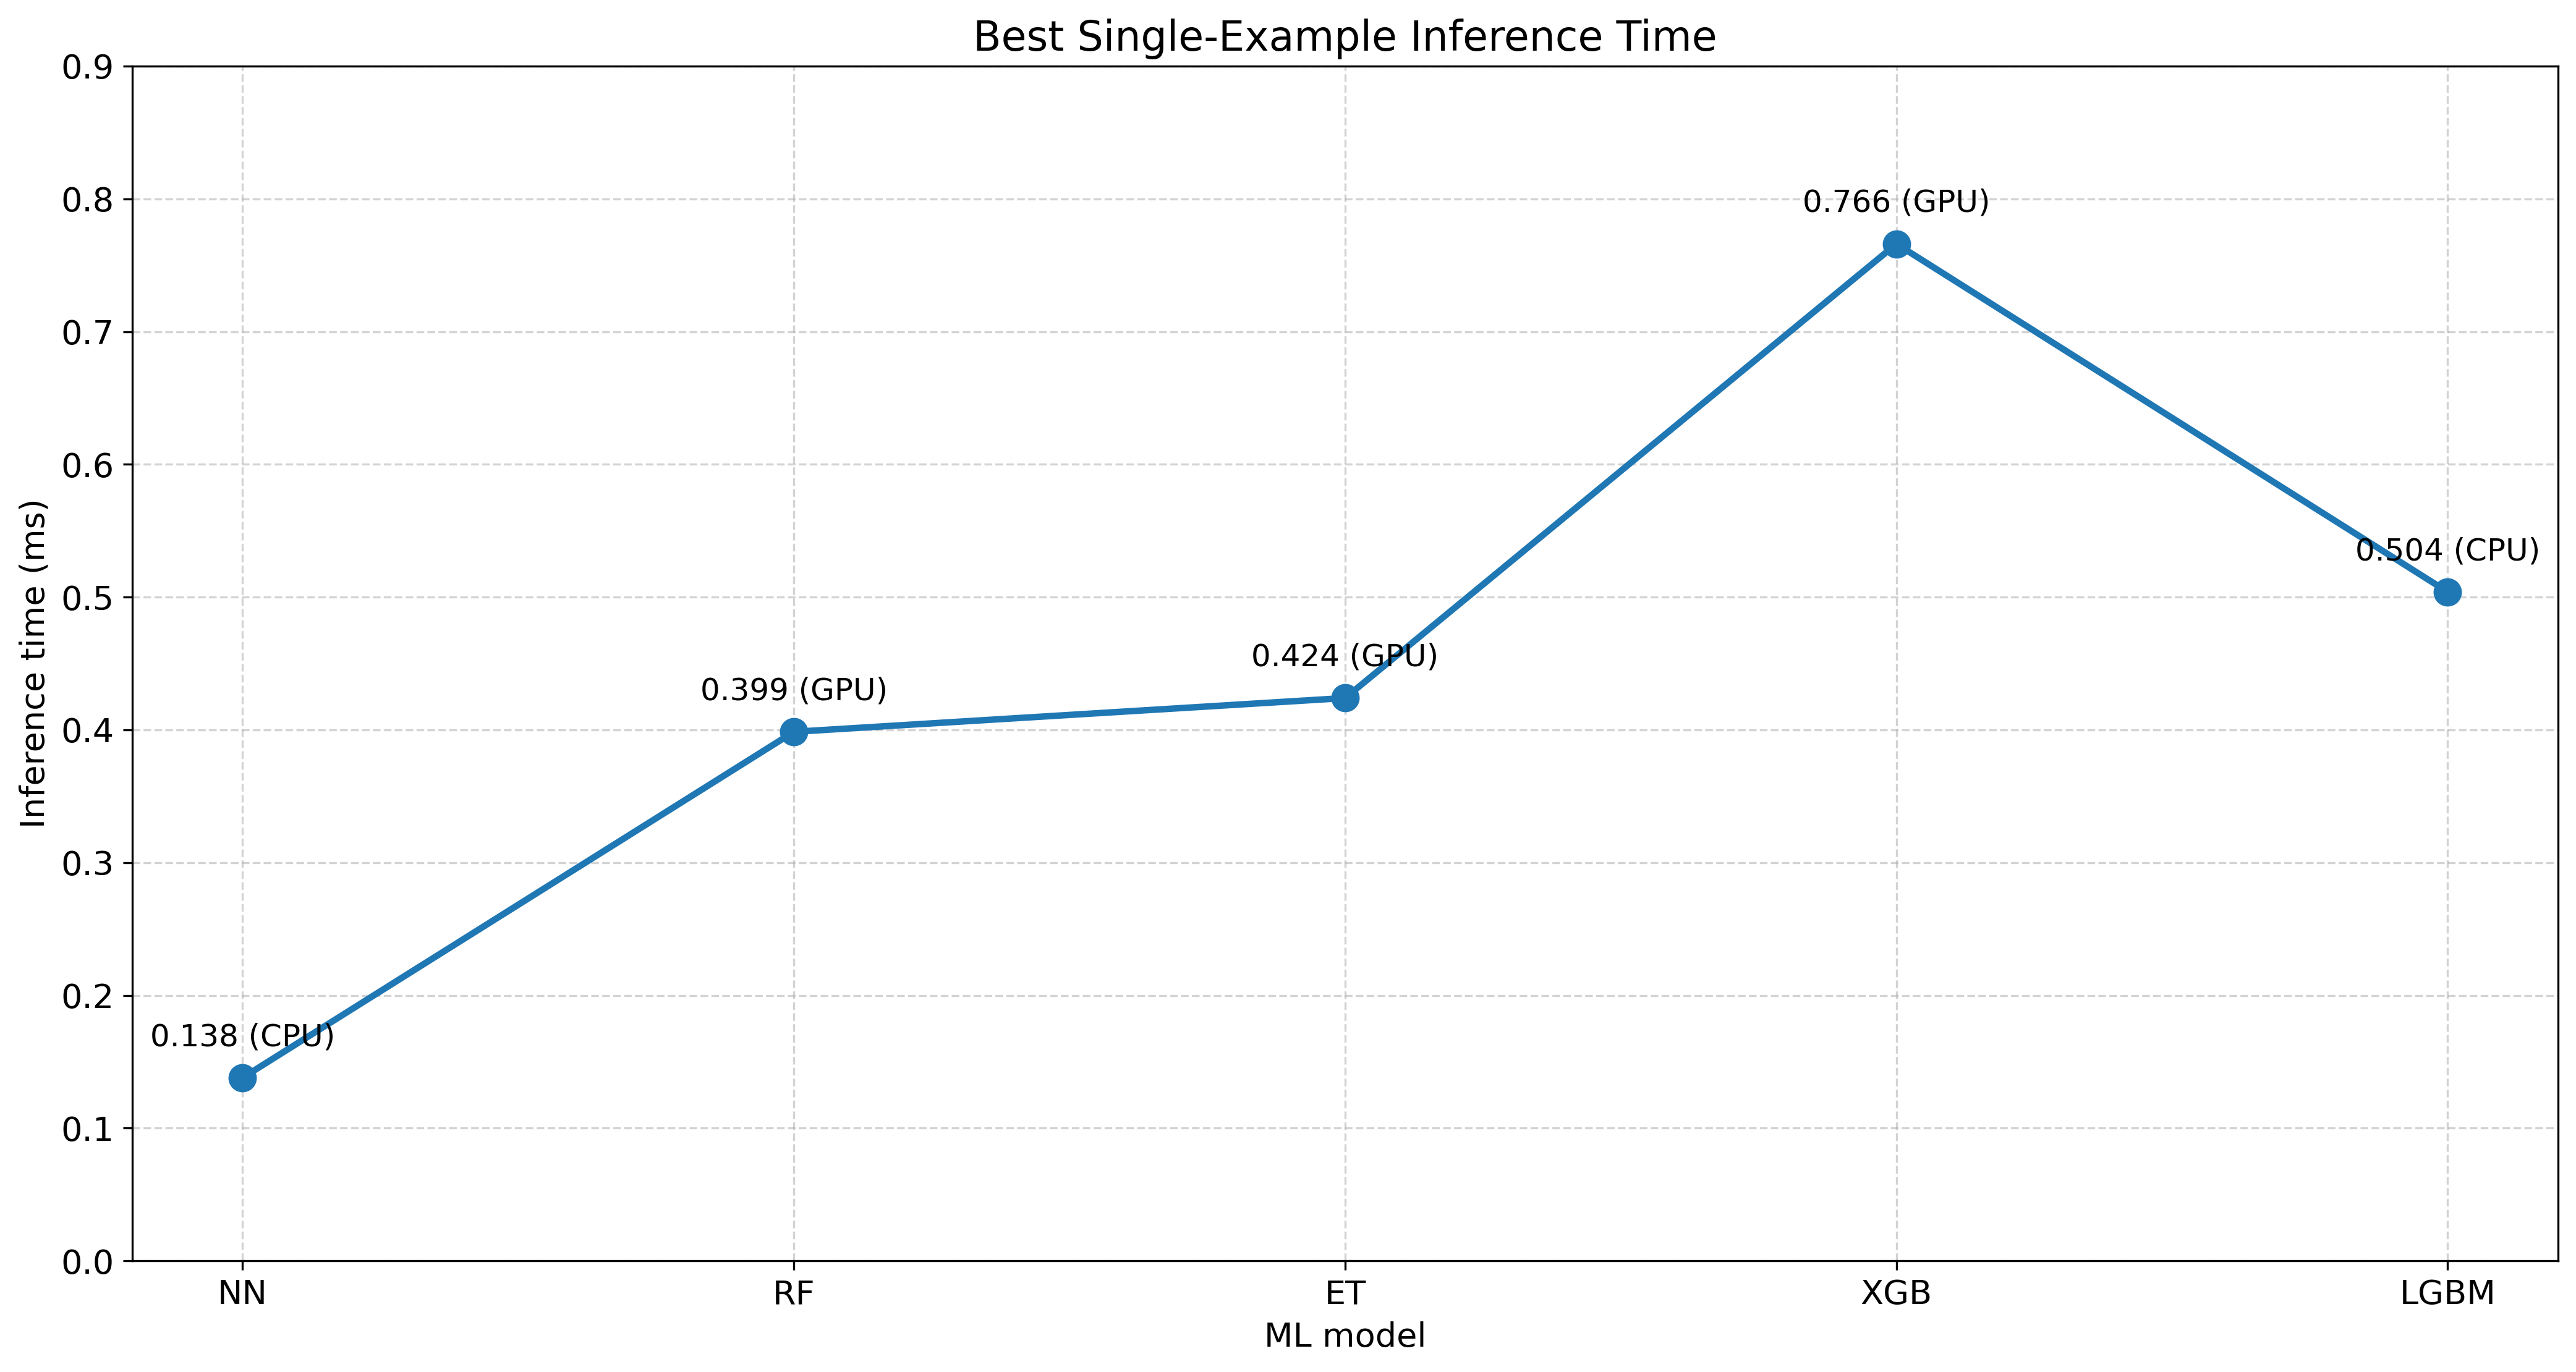 Best Single-Example Inference Time
0.9
0.8
0.7
0.6
0.5
0.4
0.3
0.2
0.1
0.0
Inference time (ms)
0.138 (CPU)
0.399 (GPU)
0.424 (GPU)
0.766 (GPU)
0.504 (CPU)
NN
RF
ET
XGB
LGBM
ML model